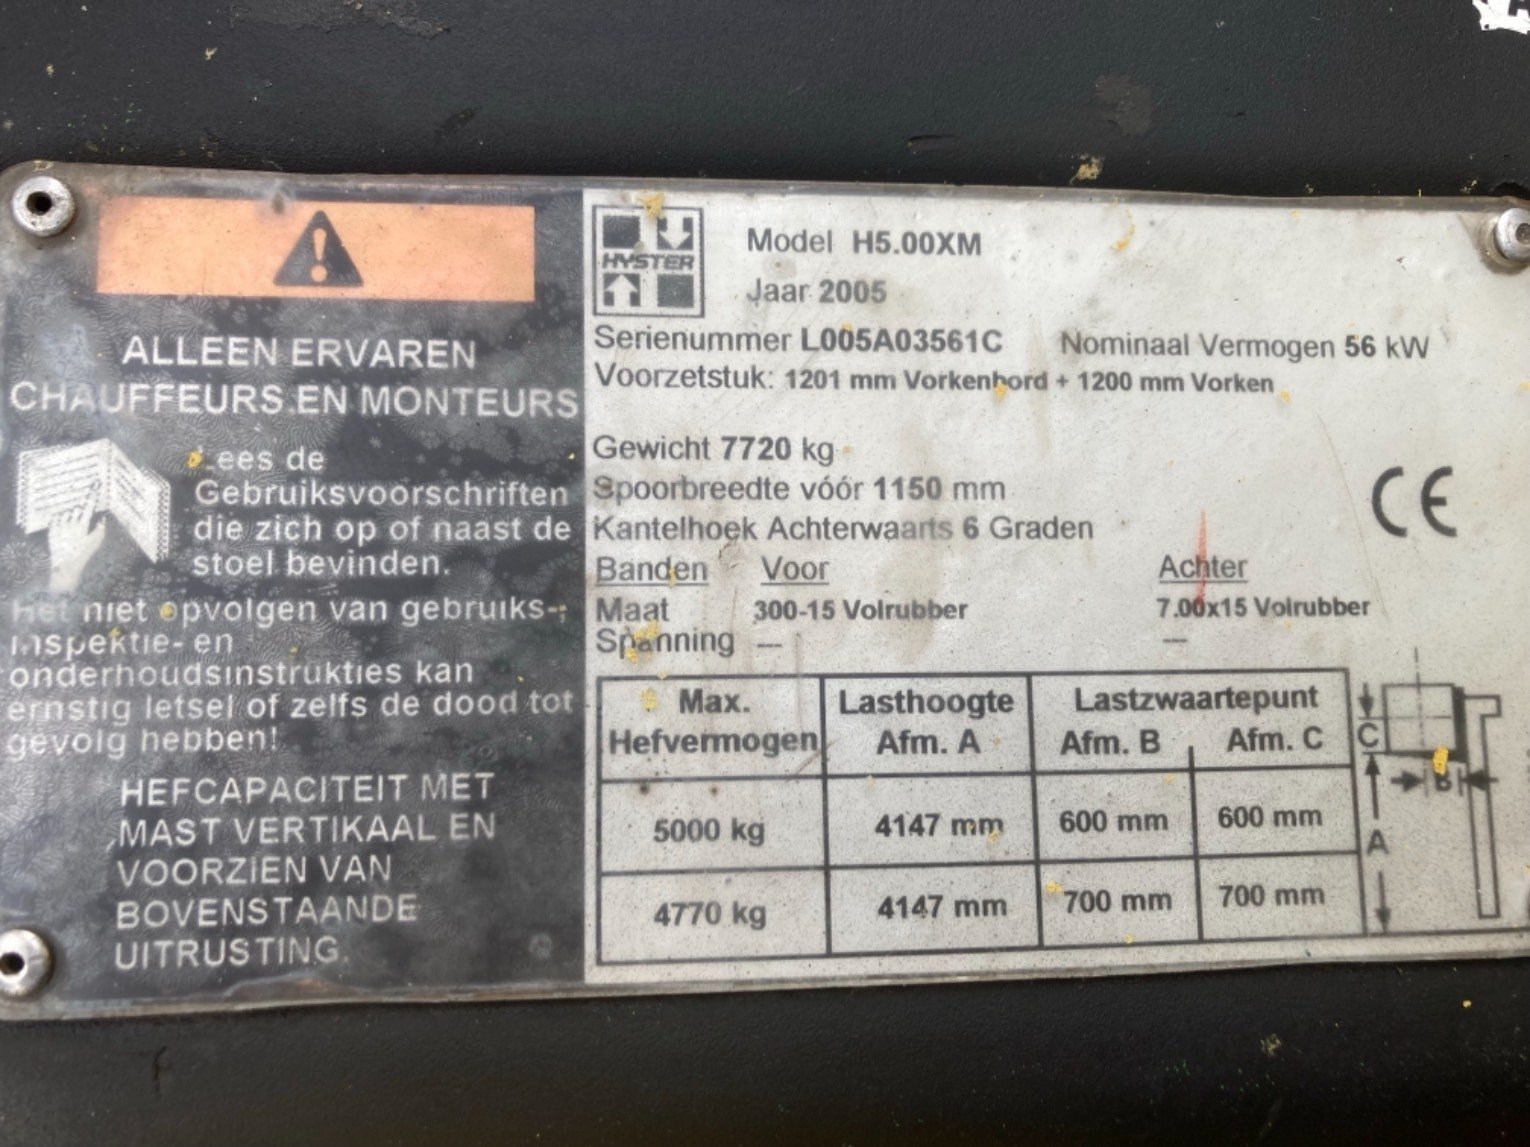 ALLEEN ERVAREN
CHAUFFEURS EN MONTEURS
Lees de
Gebruiksvoorschriften
die zich op of naast de
stoel bevinden.
Het niet opvolgen van gebruiks-,
inspektie- en
onderhoudsinstrukties kan
ernstig letsel of zelfs de dood tot
gevolg hebben!
HEFCAPACITEIT MET
MAST VERTIKAAL EN
VOORZIEN VAN
BOVENSTAANDE
UITRUSTING.
HYSTER
Model H5.00XM
Jaar 2005
Serienummer L005A03561C Nominaal Vermogen 56 kW
Voorzetstuk: 1201 mm Vorkenbord + 1200 mm Vorken
Gewicht 7720 kg
Spoorbreedte vóór 1150 mm
Kantelhoek Achterwaarts 6 Graden
CE
Banden Voor Achter
Maat 300-15 Volrubber 7.00x15 Volrubber
Spanning --- ---
Max. Lasthoogte Lastzwaartepunt
Hefvermogen Afm. A Afm. B Afm. C
5000 kg 4147 mm 600 mm 600 mm
4770 kg 4147 mm 700 mm 700 mm
C
B
A